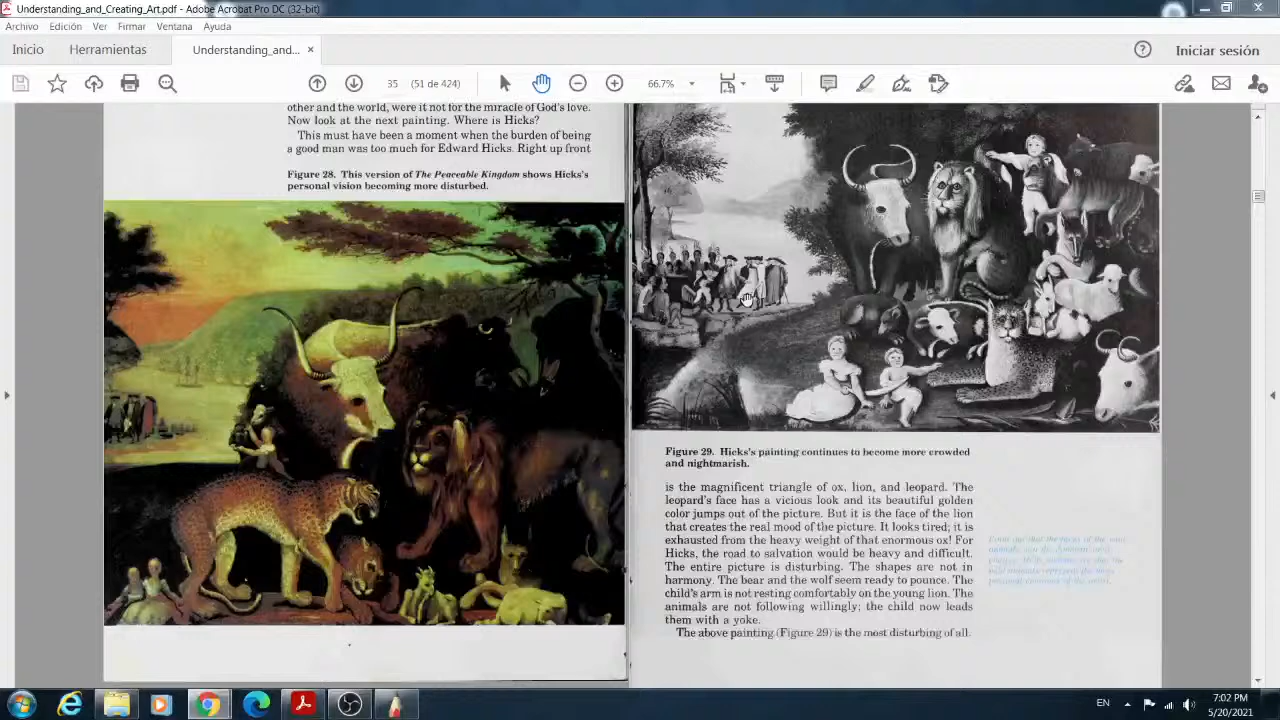 Understanding_and_Creating_Art.pdf - Adobe Acrobat Pro DC (32-bit)
Archivo Edición Ver Firmar Ventana Ayuda
Inicio Herramientas Understanding_and... × Iniciar sesión
35 (51 de 424) 66.7%
other and the world, were it not for the miracle of God's love.
Now look at the next painting. Where is Hicks?
This must have been a moment when the burden of being
a good man was too much for Edward Hicks. Right up front
Figure 28. This version of The Peaceable Kingdom shows Hicks's
personal vision becoming more disturbed.
Figure 29. Hicks's painting continues to become more crowded
and nightmarish.
is the magnificent triangle of ox, lion, and leopard. The
leopard's face has a vicious look and its beautiful golden
color jumps out of the picture. But it is the face of the lion
that creates the real mood of the picture. It looks tired; it is
exhausted from the heavy weight of that enormous ox! For
Hicks, the road to salvation would be heavy and difficult.
The entire picture is disturbing. The shapes are not in
harmony. The bear and the wolf seem ready to pounce. The
child's arm is not resting comfortably on the young lion. The
animals are not following willingly; the child now leads
them with a yoke.
The above painting (Figure 29) is the most disturbing of all.
EN
7:02 PM
5/20/2021